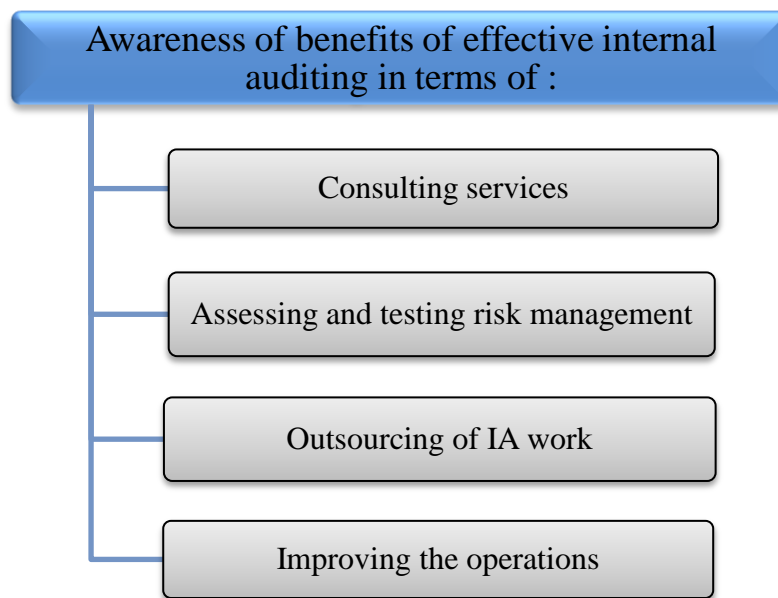 Awareness of benefits of effective internal
auditing in terms of :
Consulting services
Assessing and testing risk management
Outsourcing of IA work
Improving the operations